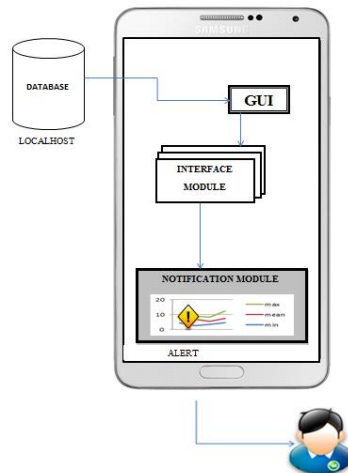 SAMSUNG
DATABASE
LOCALHOST
GUI
INTERFACE
MODULE
NOTIFICATION MODULE
20
10
0
max
mean
min
ALERT